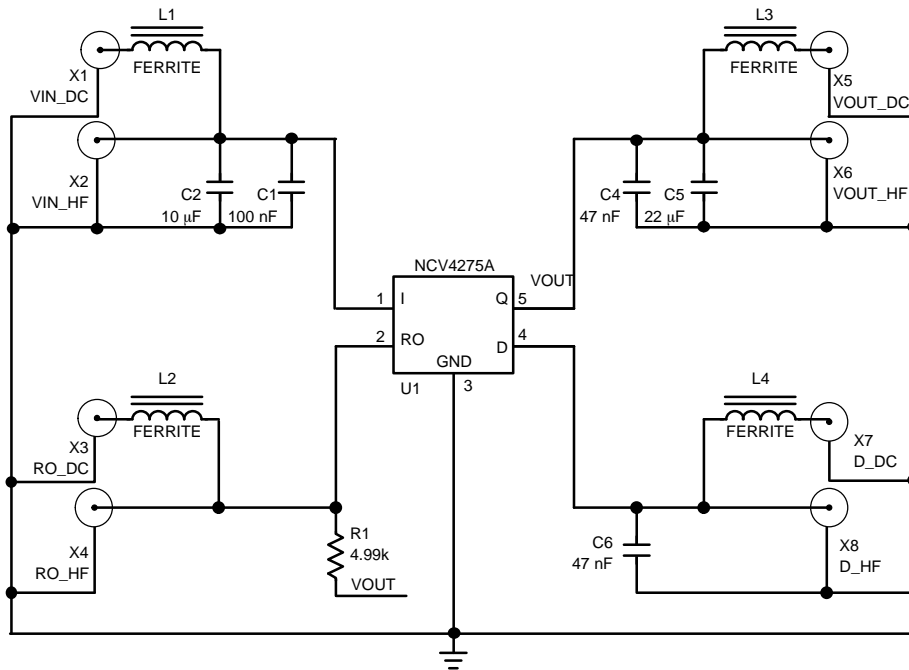 L1
L3
FERRITE
FERRITE
X1
VIN_DC
X5
VOUT_DC
X2
VIN_HF
C2
10 μF
C1
100 nF
C4
47 nF
C5
22 μF
X6
VOUT_HF
NCV4275A
VOUT
1
I
Q
5
2
RO
D
4
GND
U1
3
L2
L4
FERRITE
FERRITE
X3
RO_DC
X7
D_DC
X4
RO_HF
R1
4.99k
VOUT
C6
47 nF
X8
D_HF